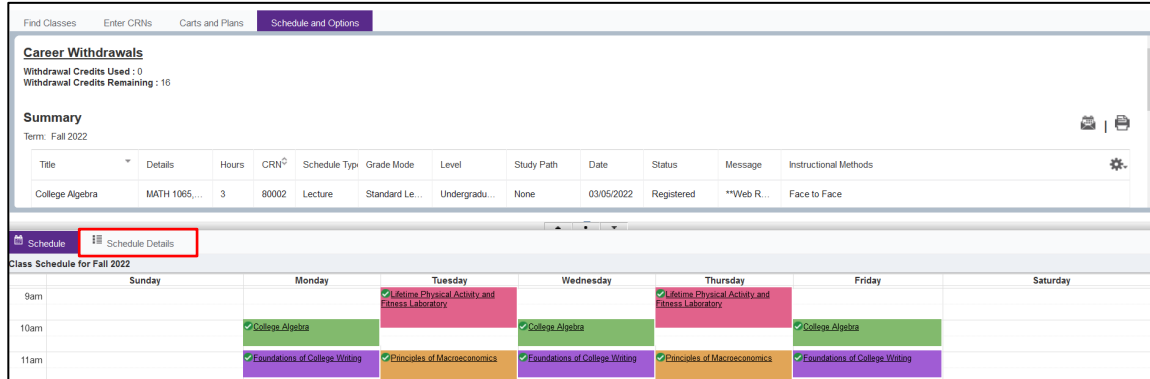 Find Classes Enter CRNs Carts and Plans Schedule and Options
Career Withdrawals
Withdrawal Credits Used : 0
Withdrawal Credits Remaining : 16
Summary
Term: Fall 2022
Title Details Hours CRN Schedule Type Grade Mode Level Study Path Date Status Message Instructional Methods
College Algebra MATH 1065,... 3 80002 Lecture Standard Le... Undergradu... None 03/05/2022 Registered **Web R... Face to Face
Schedule Schedule Details
Class Schedule for Fall 2022
Sunday Monday Tuesday Wednesday Thursday Friday Saturday
9am Lifetime Physical Activity and Lifetime Physical Activity and
Fitness Laboratory Fitness Laboratory
10am College Algebra College Algebra College Algebra
11am Foundations of College Writing Principles of Macroeconomics Foundations of College Writing Principles of Macroeconomics Foundations of College Writing